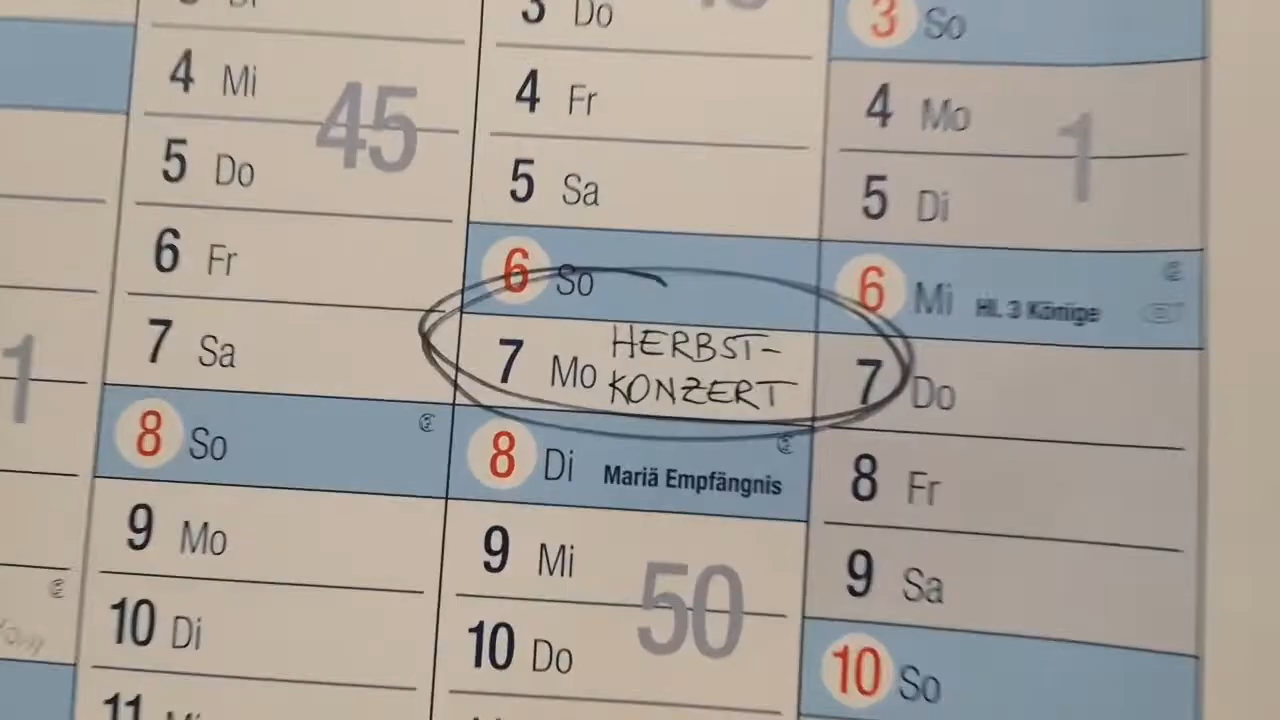 4 Mi
45
5 Do
6 Fr
7 Sa
8 So
9 Mo
10 Di
11
3 Do
4 Fr
5 Sa
6 So
7 Mo HERBST-
KONZERT
8 Di Mariä Empfängnis
9 Mi
50
10 Do
3 So
4 Mo
1
5 Di
6 Mi Hl. 3 Könige
7 Do
8 Fr
9 Sa
10 So